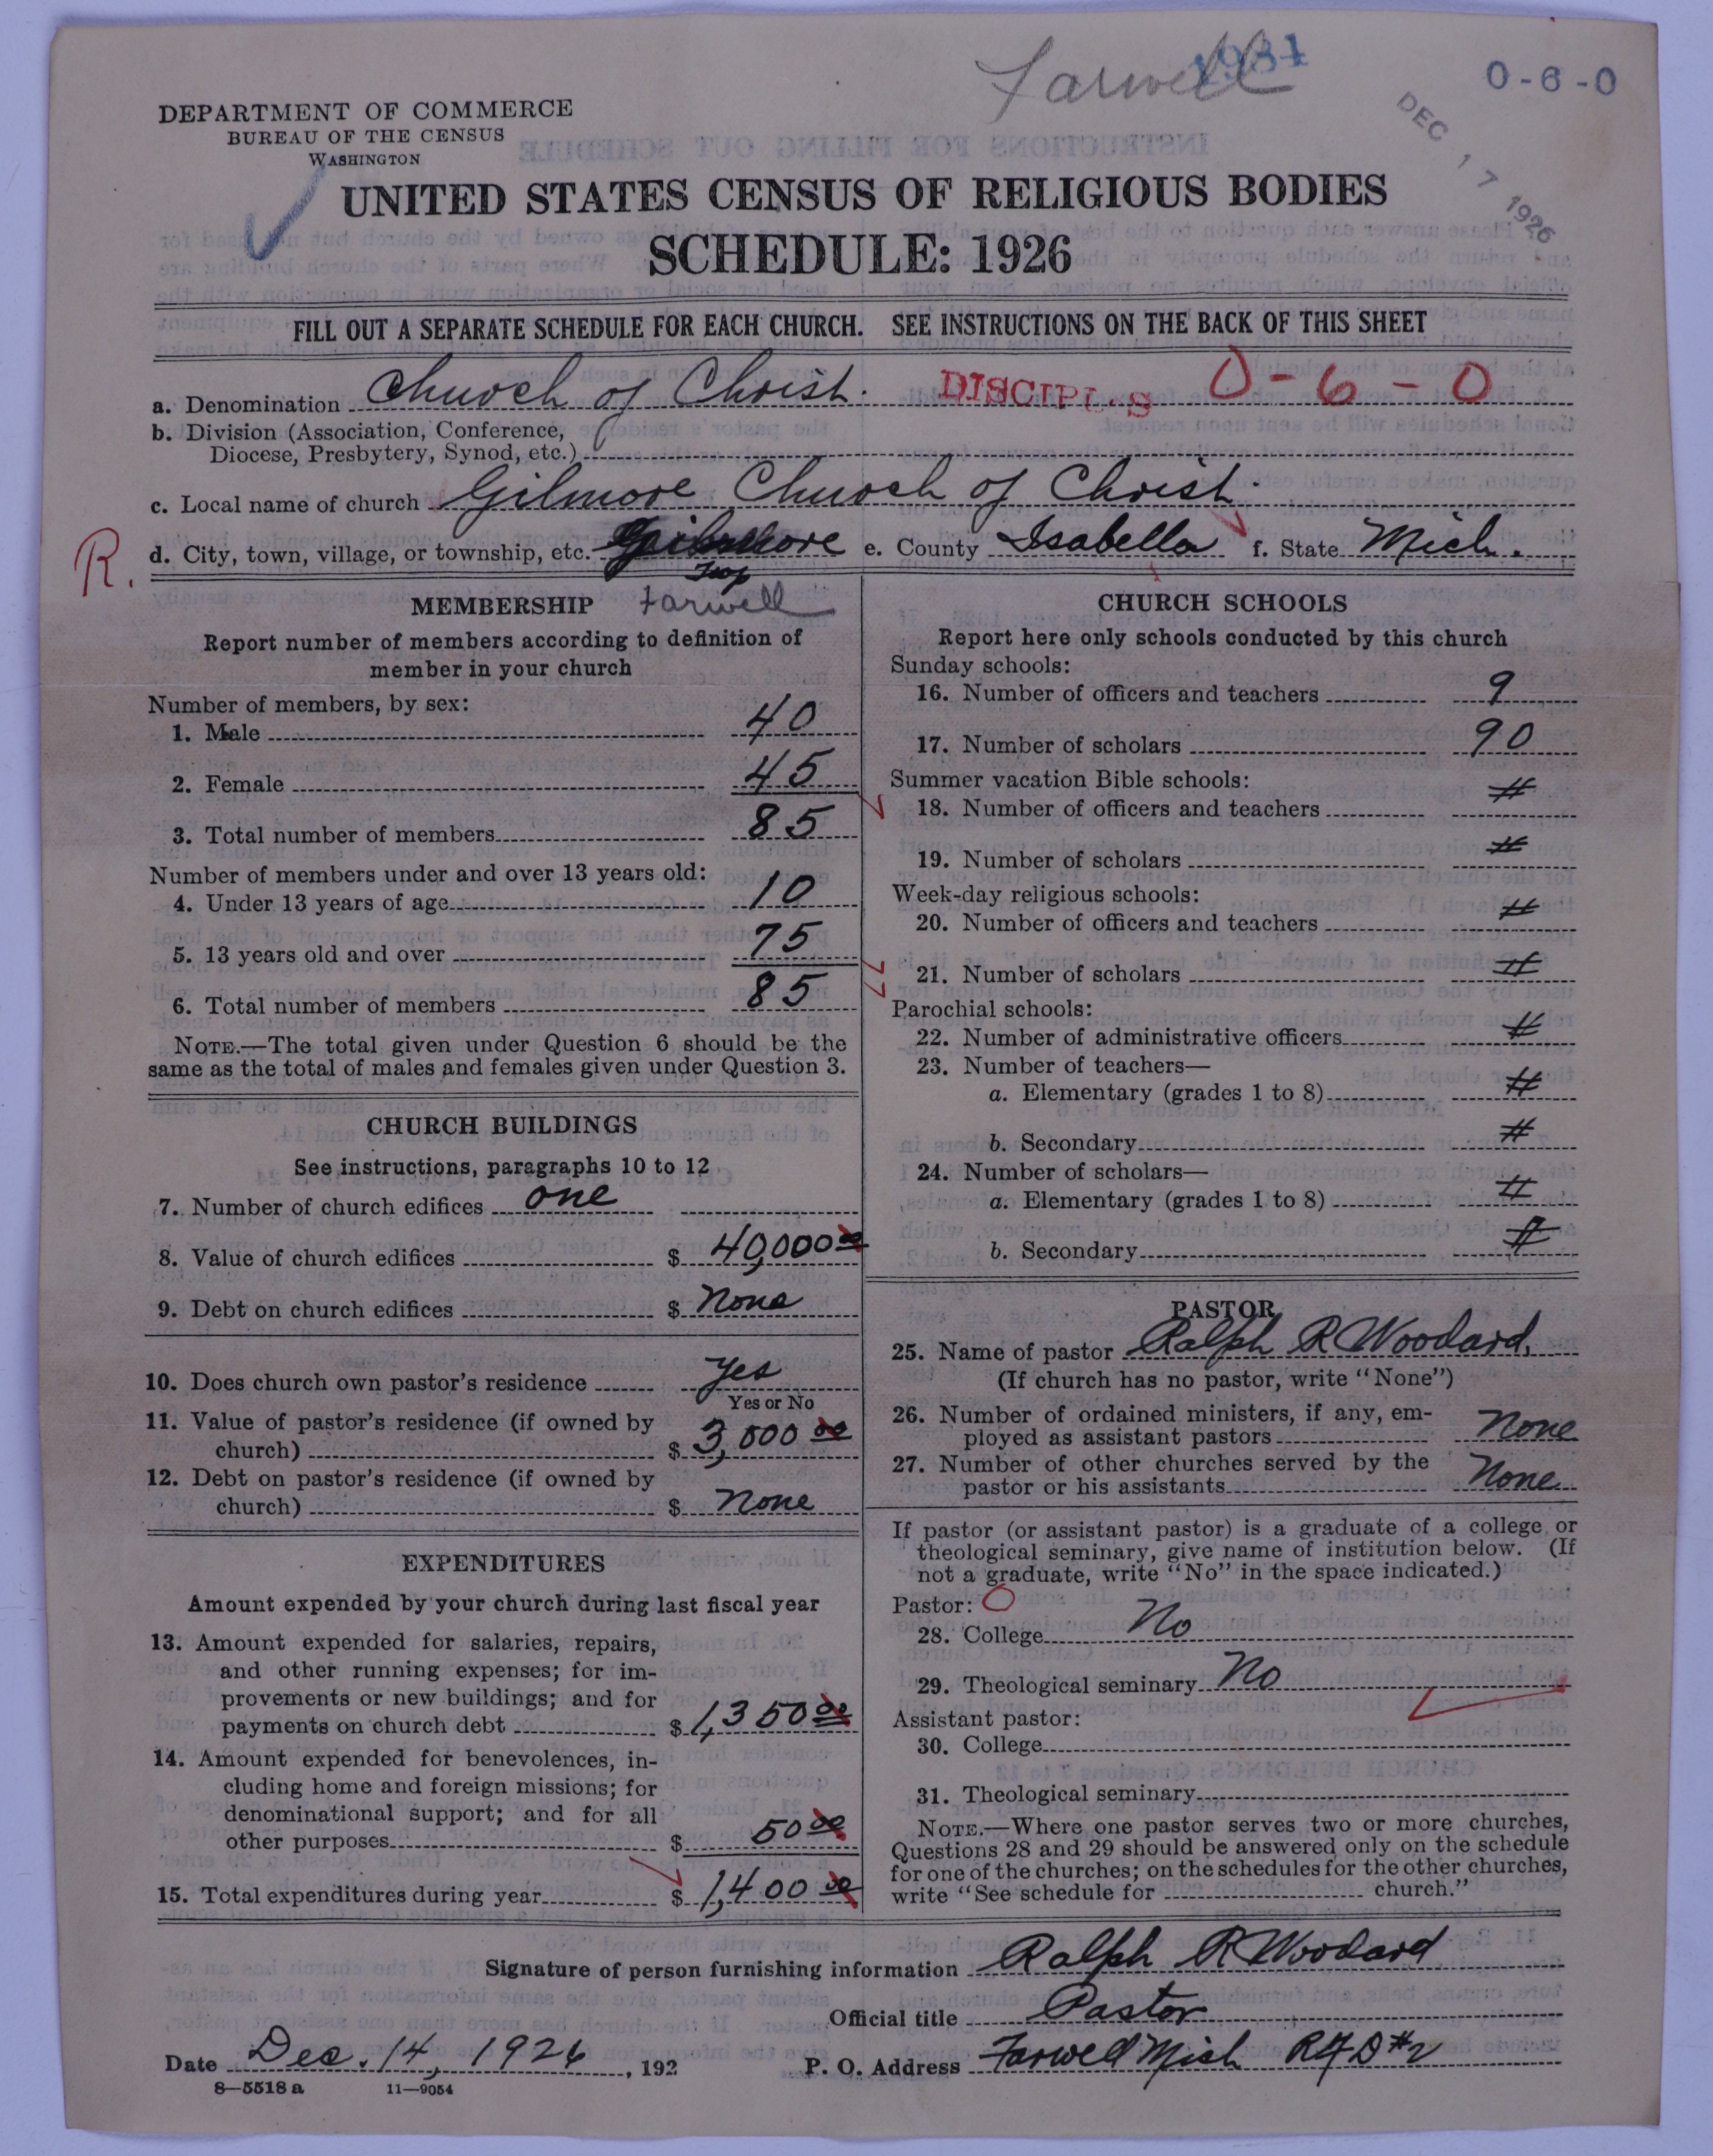 Farwell 1931
0-6-0
DEC 17 1926
DEPARTMENT OF COMMERCE
BUREAU OF THE CENSUS
WASHINGTON
UNITED STATES CENSUS OF RELIGIOUS BODIES
SCHEDULE: 1926
FILL OUT A SEPARATE SCHEDULE FOR EACH CHURCH. SEE INSTRUCTIONS ON THE BACK OF THIS SHEET
a. Denomination Church of Christ. DISCIPLS 0-6-0
b. Division (Association, Conference,
Diocese, Presbytery, Synod, etc.)
c. Local name of church Gilmore Church of Christ
R. d. City, town, village, or township, etc. Gilmore Twp e. County Isabella f. State Mich.
Farwell
MEMBERSHIP
Report number of members according to definition of
member in your church
Number of members, by sex:
1. Male 40
2. Female 45
3. Total number of members 85
Number of members under and over 13 years old:
4. Under 13 years of age 10
5. 13 years old and over 75
6. Total number of members 85
NOTE.—The total given under Question 6 should be the
same as the total of males and females given under Question 3.
CHURCH BUILDINGS
See instructions, paragraphs 10 to 12
7. Number of church edifices one
8. Value of church edifices $ 40,000 00
9. Debt on church edifices $ None
10. Does church own pastor's residence yes
Yes or No
11. Value of pastor's residence (if owned by
church) $ 3,000 00
12. Debt on pastor's residence (if owned by
church) $ None
EXPENDITURES
Amount expended by your church during last fiscal year
13. Amount expended for salaries, repairs,
and other running expenses; for im-
provements or new buildings; and for
payments on church debt $ 1,350 00
14. Amount expended for benevolences, in-
cluding home and foreign missions; for
denominational support; and for all
other purposes $ 50 00
15. Total expenditures during year $ 1,400 00
CHURCH SCHOOLS
Report here only schools conducted by this church
Sunday schools:
16. Number of officers and teachers 9
17. Number of scholars 90
Summer vacation Bible schools:
18. Number of officers and teachers #
19. Number of scholars #
Week-day religious schools:
20. Number of officers and teachers #
21. Number of scholars #
Parochial schools:
22. Number of administrative officers #
23. Number of teachers—
a. Elementary (grades 1 to 8) #
b. Secondary #
24. Number of scholars—
a. Elementary (grades 1 to 8) #
b. Secondary #
PASTOR
25. Name of pastor Ralph R Woodard.
(If church has no pastor, write "None")
26. Number of ordained ministers, if any, em-
ployed as assistant pastors None
27. Number of other churches served by the
pastor or his assistants None
If pastor (or assistant pastor) is a graduate of a college or
theological seminary, give name of institution below. (If
not a graduate, write "No" in the space indicated.)
Pastor: O
28. College No
29. Theological seminary No
Assistant pastor:
30. College
31. Theological seminary
NOTE.—Where one pastor serves two or more churches,
Questions 28 and 29 should be answered only on the schedule
for one of the churches; on the schedules for the other churches,
write "See schedule for church."
Signature of person furnishing information Ralph R Woodard
Official title Pastor
Date Dec. 14, 1926, 192 P. O. Address Farwell Mich RFD #2
8—5518 a 11—9054